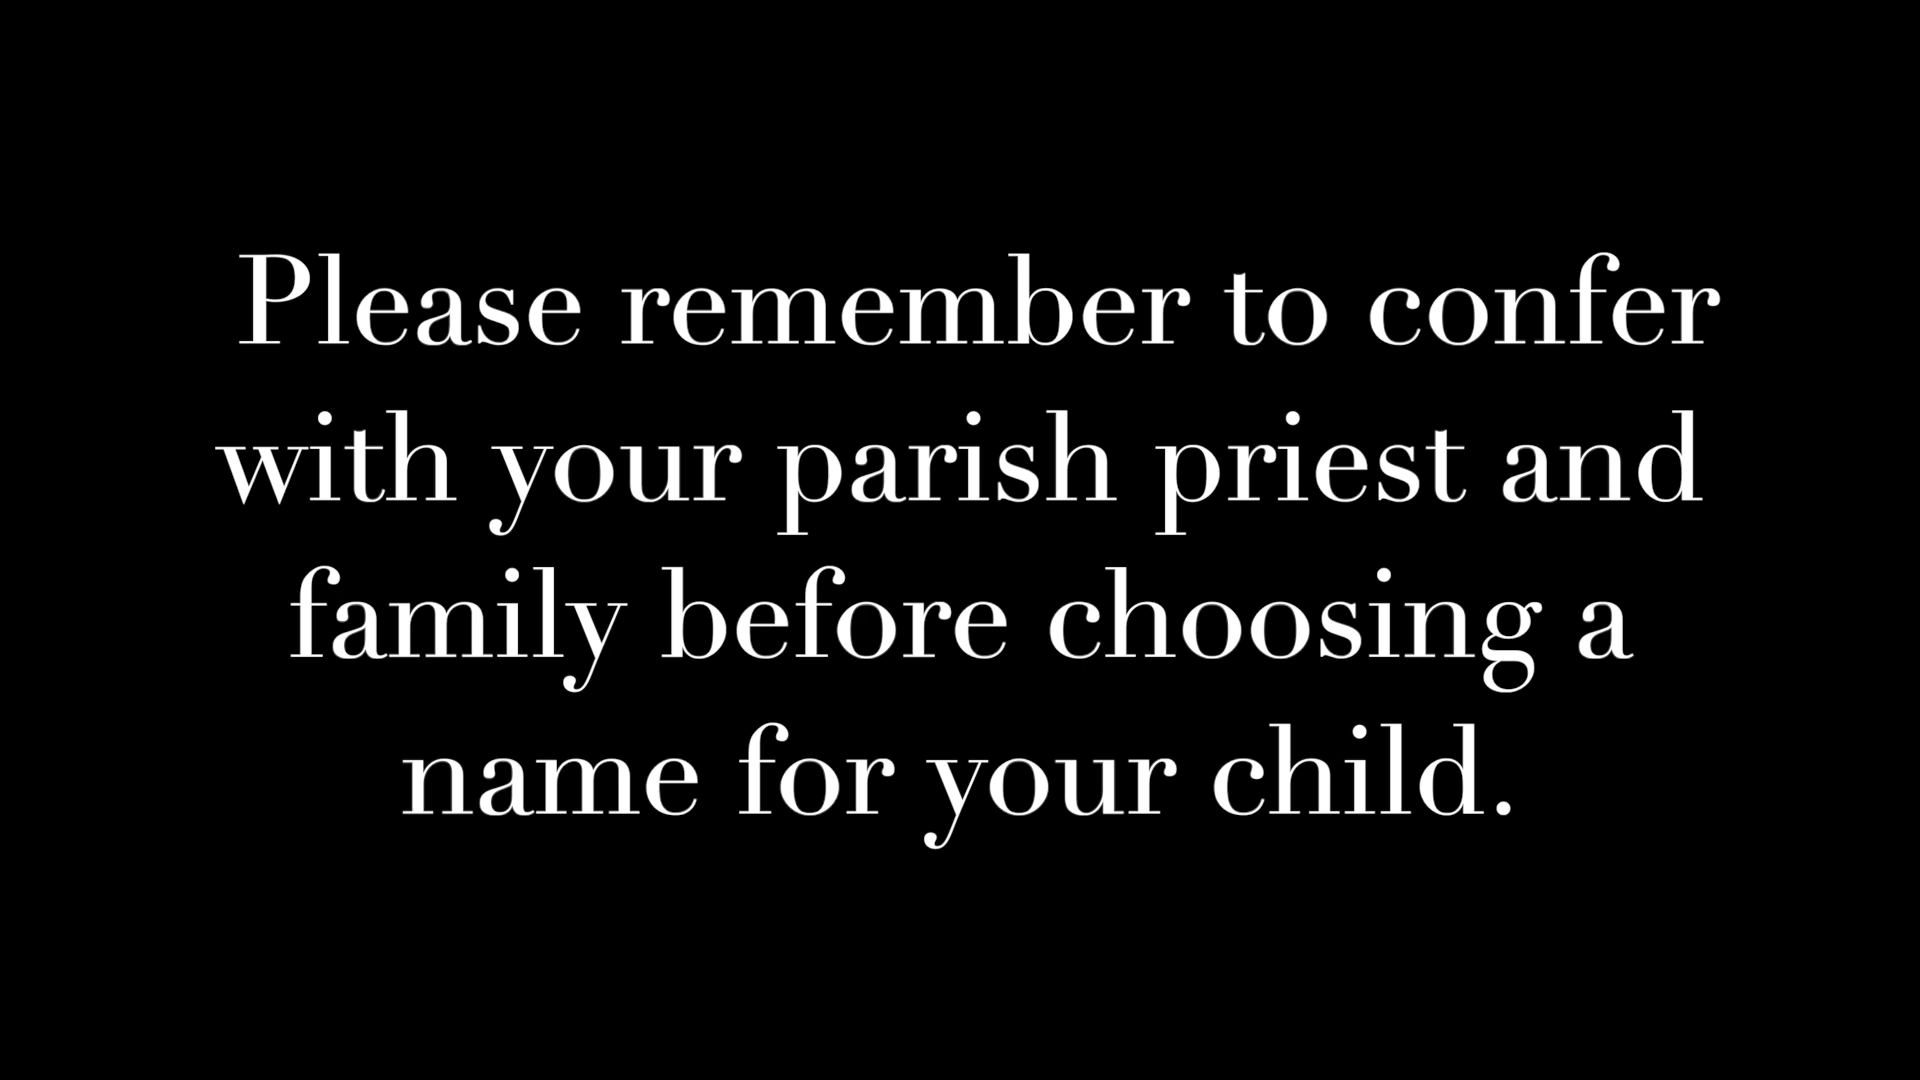 Please remember to confer
with your parish priest and
family before choosing a
name for your child.